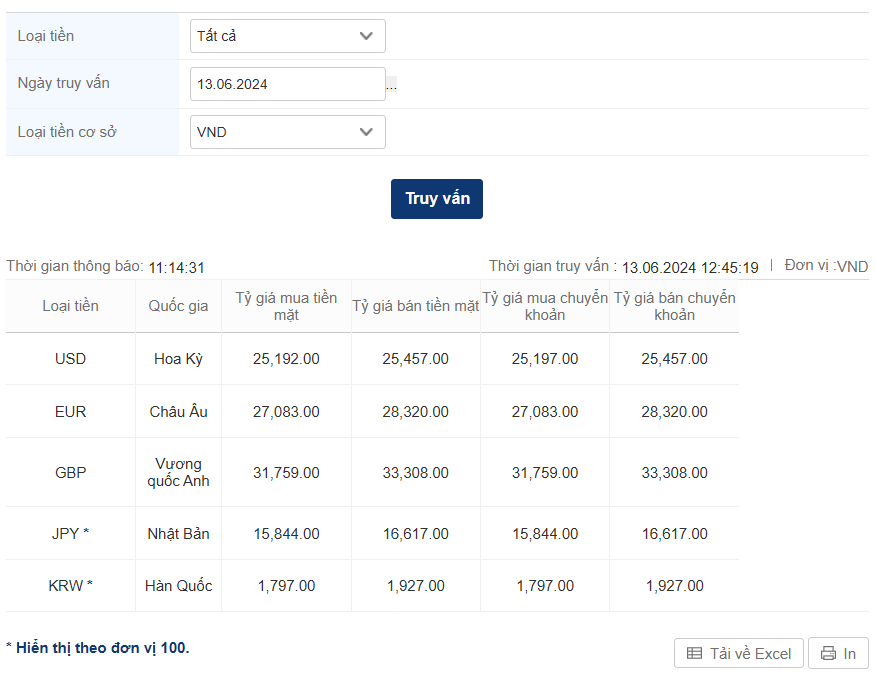 Loại tiền Tất cả
Ngày truy vấn 13.06.2024 ...
Loại tiền cơ sở VND
Truy vấn
Thời gian thông báo: 11:14:31 Thời gian truy vấn : 13.06.2024 12:45:19 | Đơn vị :VND
Loại tiền Quốc gia Tỷ giá mua tiền mặt Tỷ giá bán tiền mặt Tỷ giá mua chuyển khoản Tỷ giá bán chuyển khoản
USD Hoa Kỳ 25,192.00 25,457.00 25,197.00 25,457.00
EUR Châu Âu 27,083.00 28,320.00 27,083.00 28,320.00
GBP Vương quốc Anh 31,759.00 33,308.00 31,759.00 33,308.00
JPY * Nhật Bản 15,844.00 16,617.00 15,844.00 16,617.00
KRW * Hàn Quốc 1,797.00 1,927.00 1,797.00 1,927.00
* Hiển thị theo đơn vị 100.
Tải về Excel In